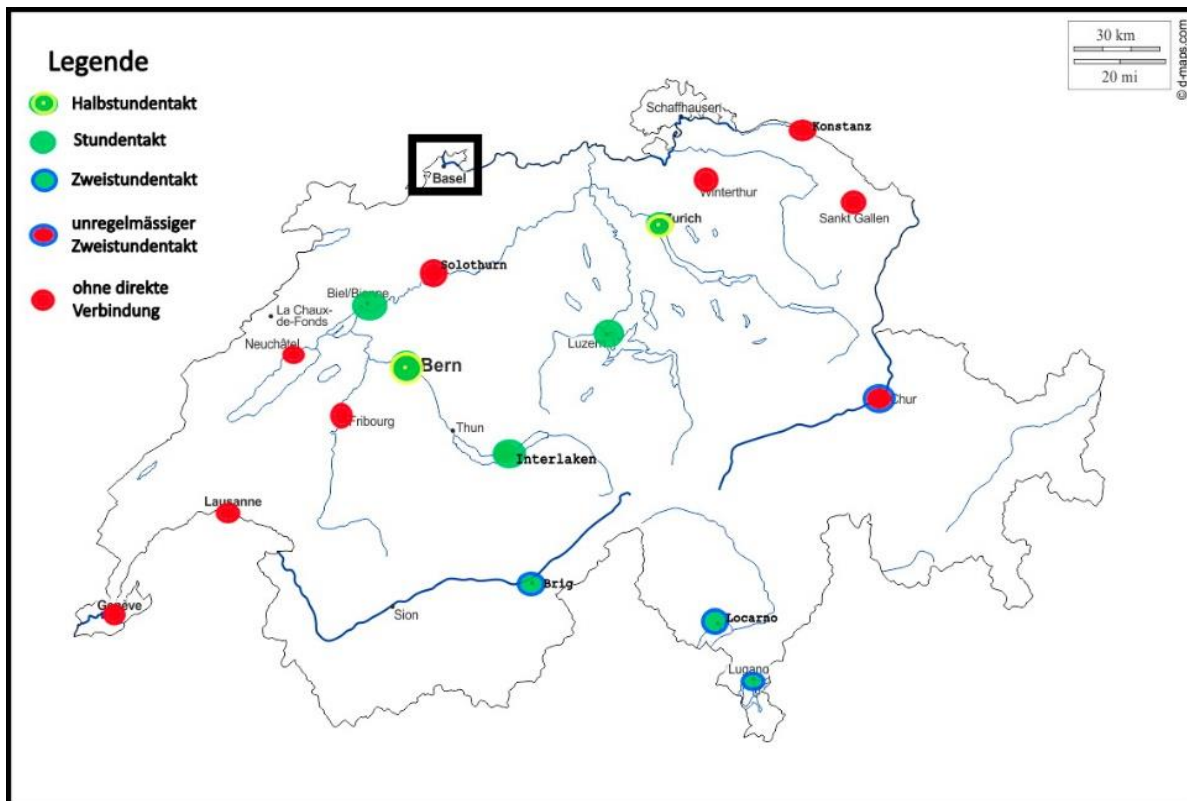 Legende
Halbstundentakt
Stundentakt
Zweistundentakt
unregelmässiger
Zweistundentakt
ohne direkte
Verbindung
30 km
20 mi
© d-maps.com
Schaffhausen
Konstanz
Basel
Winterthur
Sankt Gallen
Zurich
Solothurn
Biel/Bienne
La Chaux-
de-Fonds
Neuchâtel
Luzern
Bern
Chur
Fribourg
Thun
Interlaken
Lausanne
Brig
Genève
Sion
Locarno
Lugano